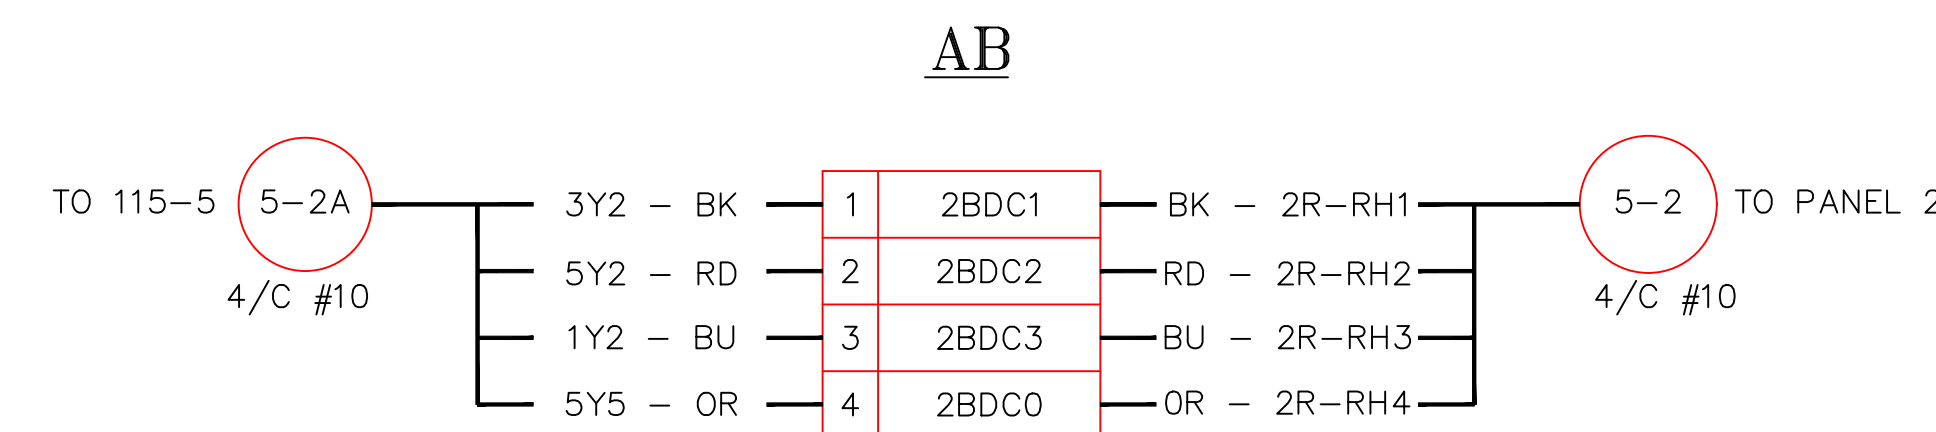 AB
TO 115-5 5-2A 3Y2 - BK 1 2BDC1 BK - 2R-RH1 5-2 TO PANEL 2
5Y2 - RD 2 2BDC2 RD - 2R-RH2
4/C #10 4/C #10
1Y2 - BU 3 2BDC3 BU - 2R-RH3
5Y5 - OR 4 2BDC0 OR - 2R-RH4